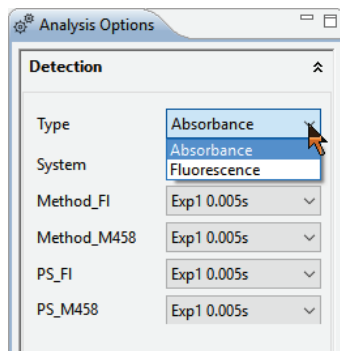 Analysis Options
Detection
Type Absorbance
Absorbance
System Fluorescence
Method_FI Exp1 0.005s
Method_M458 Exp1 0.005s
PS_FI Exp1 0.005s
PS_M458 Exp1 0.005s